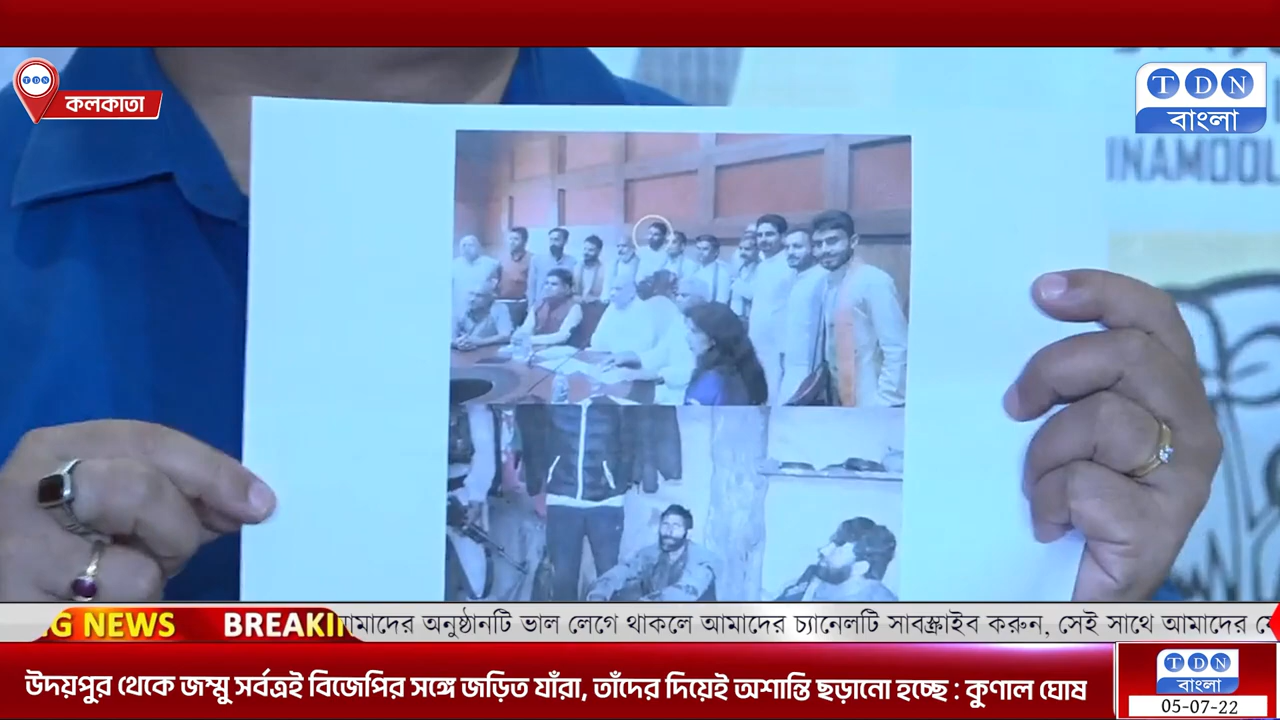 TDN
কলকাতা
TDN
বাংলা
INAMOOL
G NEWS BREAKIN
আমাদের অনুষ্ঠানটি ভাল লেগে থাকলে আমাদের চ্যানেলটি সাবস্ক্রাইব করুন, সেই সাথে আমাদের
উদয়পুর থেকে জম্মু সর্বত্রই বিজেপির সঙ্গে জড়িত যাঁরা, তাঁদের দিয়েই অশান্তি ছড়ানো হচ্ছে : কুণাল ঘোষ
TDN
বাংলা
05-07-22